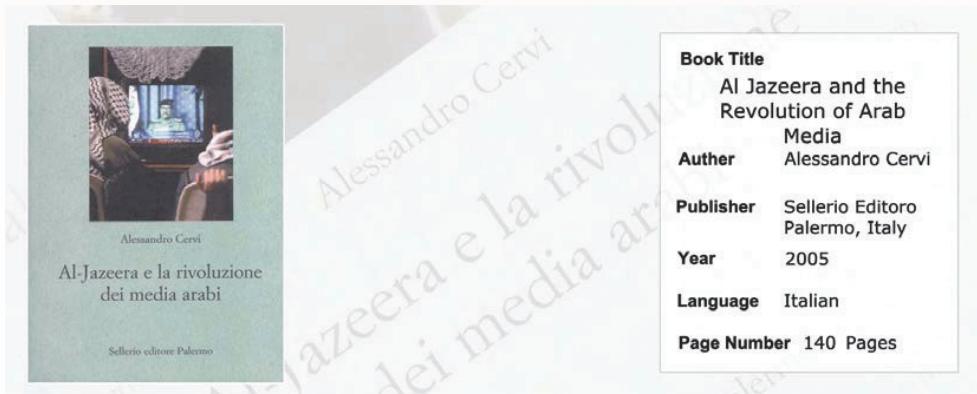 Alessandro Cervi
Al-Jazeera e la rivoluzione
dei media arabi
Sellerio editore Palermo
Alessandro Cervi
Al-Jazeera e la rivoluzione
dei media arabi
Book Title
Al Jazeera and the
Revolution of Arab
Media
Auther Alessandro Cervi
Publisher Sellerio Editoro
Palermo, Italy
Year 2005
Language Italian
Page Number 140 Pages